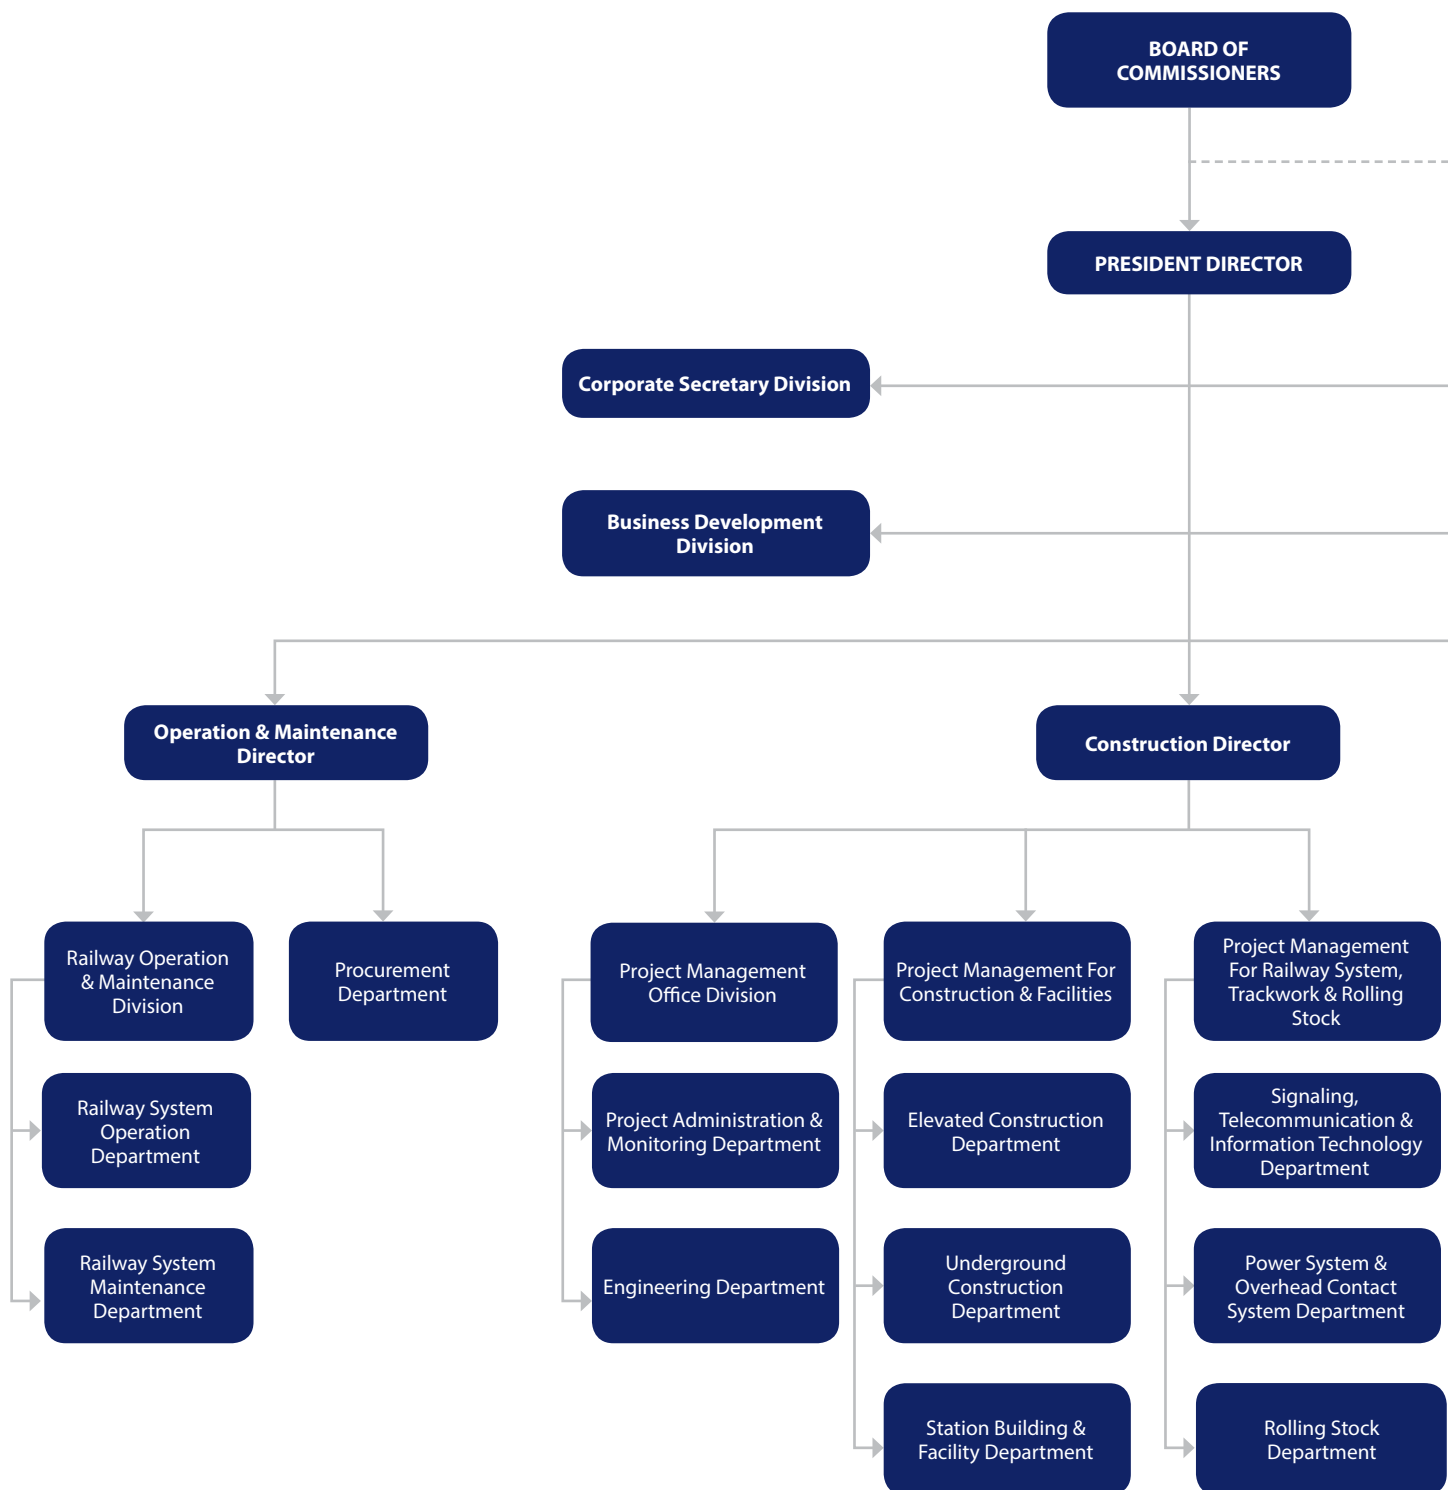 BOARD OF
COMMISSIONERS
PRESIDENT DIRECTOR
Corporate Secretary Division
Business Development
Division
Operation & Maintenance
Director
Construction Director
Railway Operation
& Maintenance
Division
Procurement
Department
Project Management
Office Division
Project Management For
Construction & Facilities
Project Management
For Railway System,
Trackwork & Rolling
Stock
Railway System
Operation
Department
Project Administration &
Monitoring Department
Elevated Construction
Department
Signaling,
Telecommunication &
Information Technology
Department
Railway System
Maintenance
Department
Engineering Department
Underground
Construction
Department
Power System &
Overhead Contact
System Department
Station Building &
Facility Department
Rolling Stock
Department